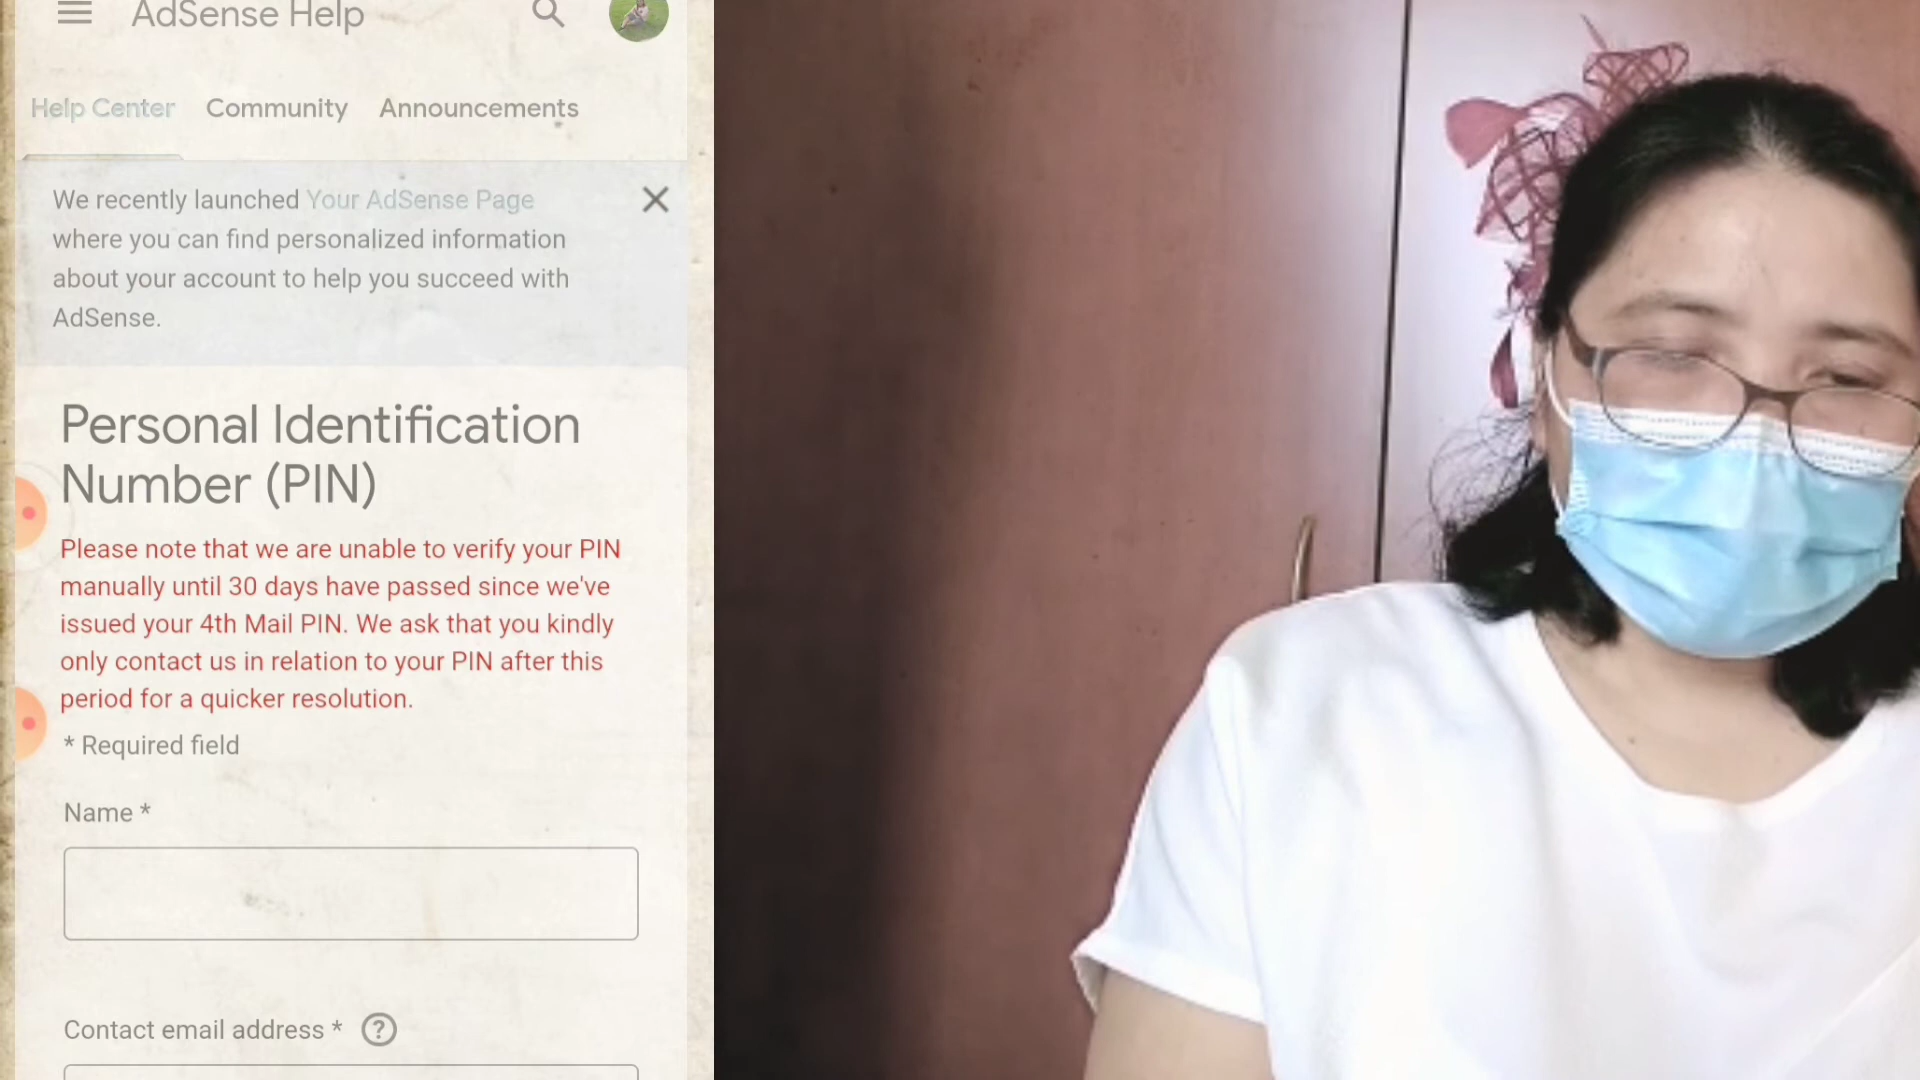 AdSense Help
Help Center Community Announcements
We recently launched Your AdSense Page
where you can find personalized information
about your account to help you succeed with
AdSense.
Personal Identification
Number (PIN)
Please note that we are unable to verify your PIN
manually until 30 days have passed since we've
issued your 4th Mail PIN. We ask that you kindly
only contact us in relation to your PIN after this
period for a quicker resolution.
* Required field
Name *
Contact email address * ?